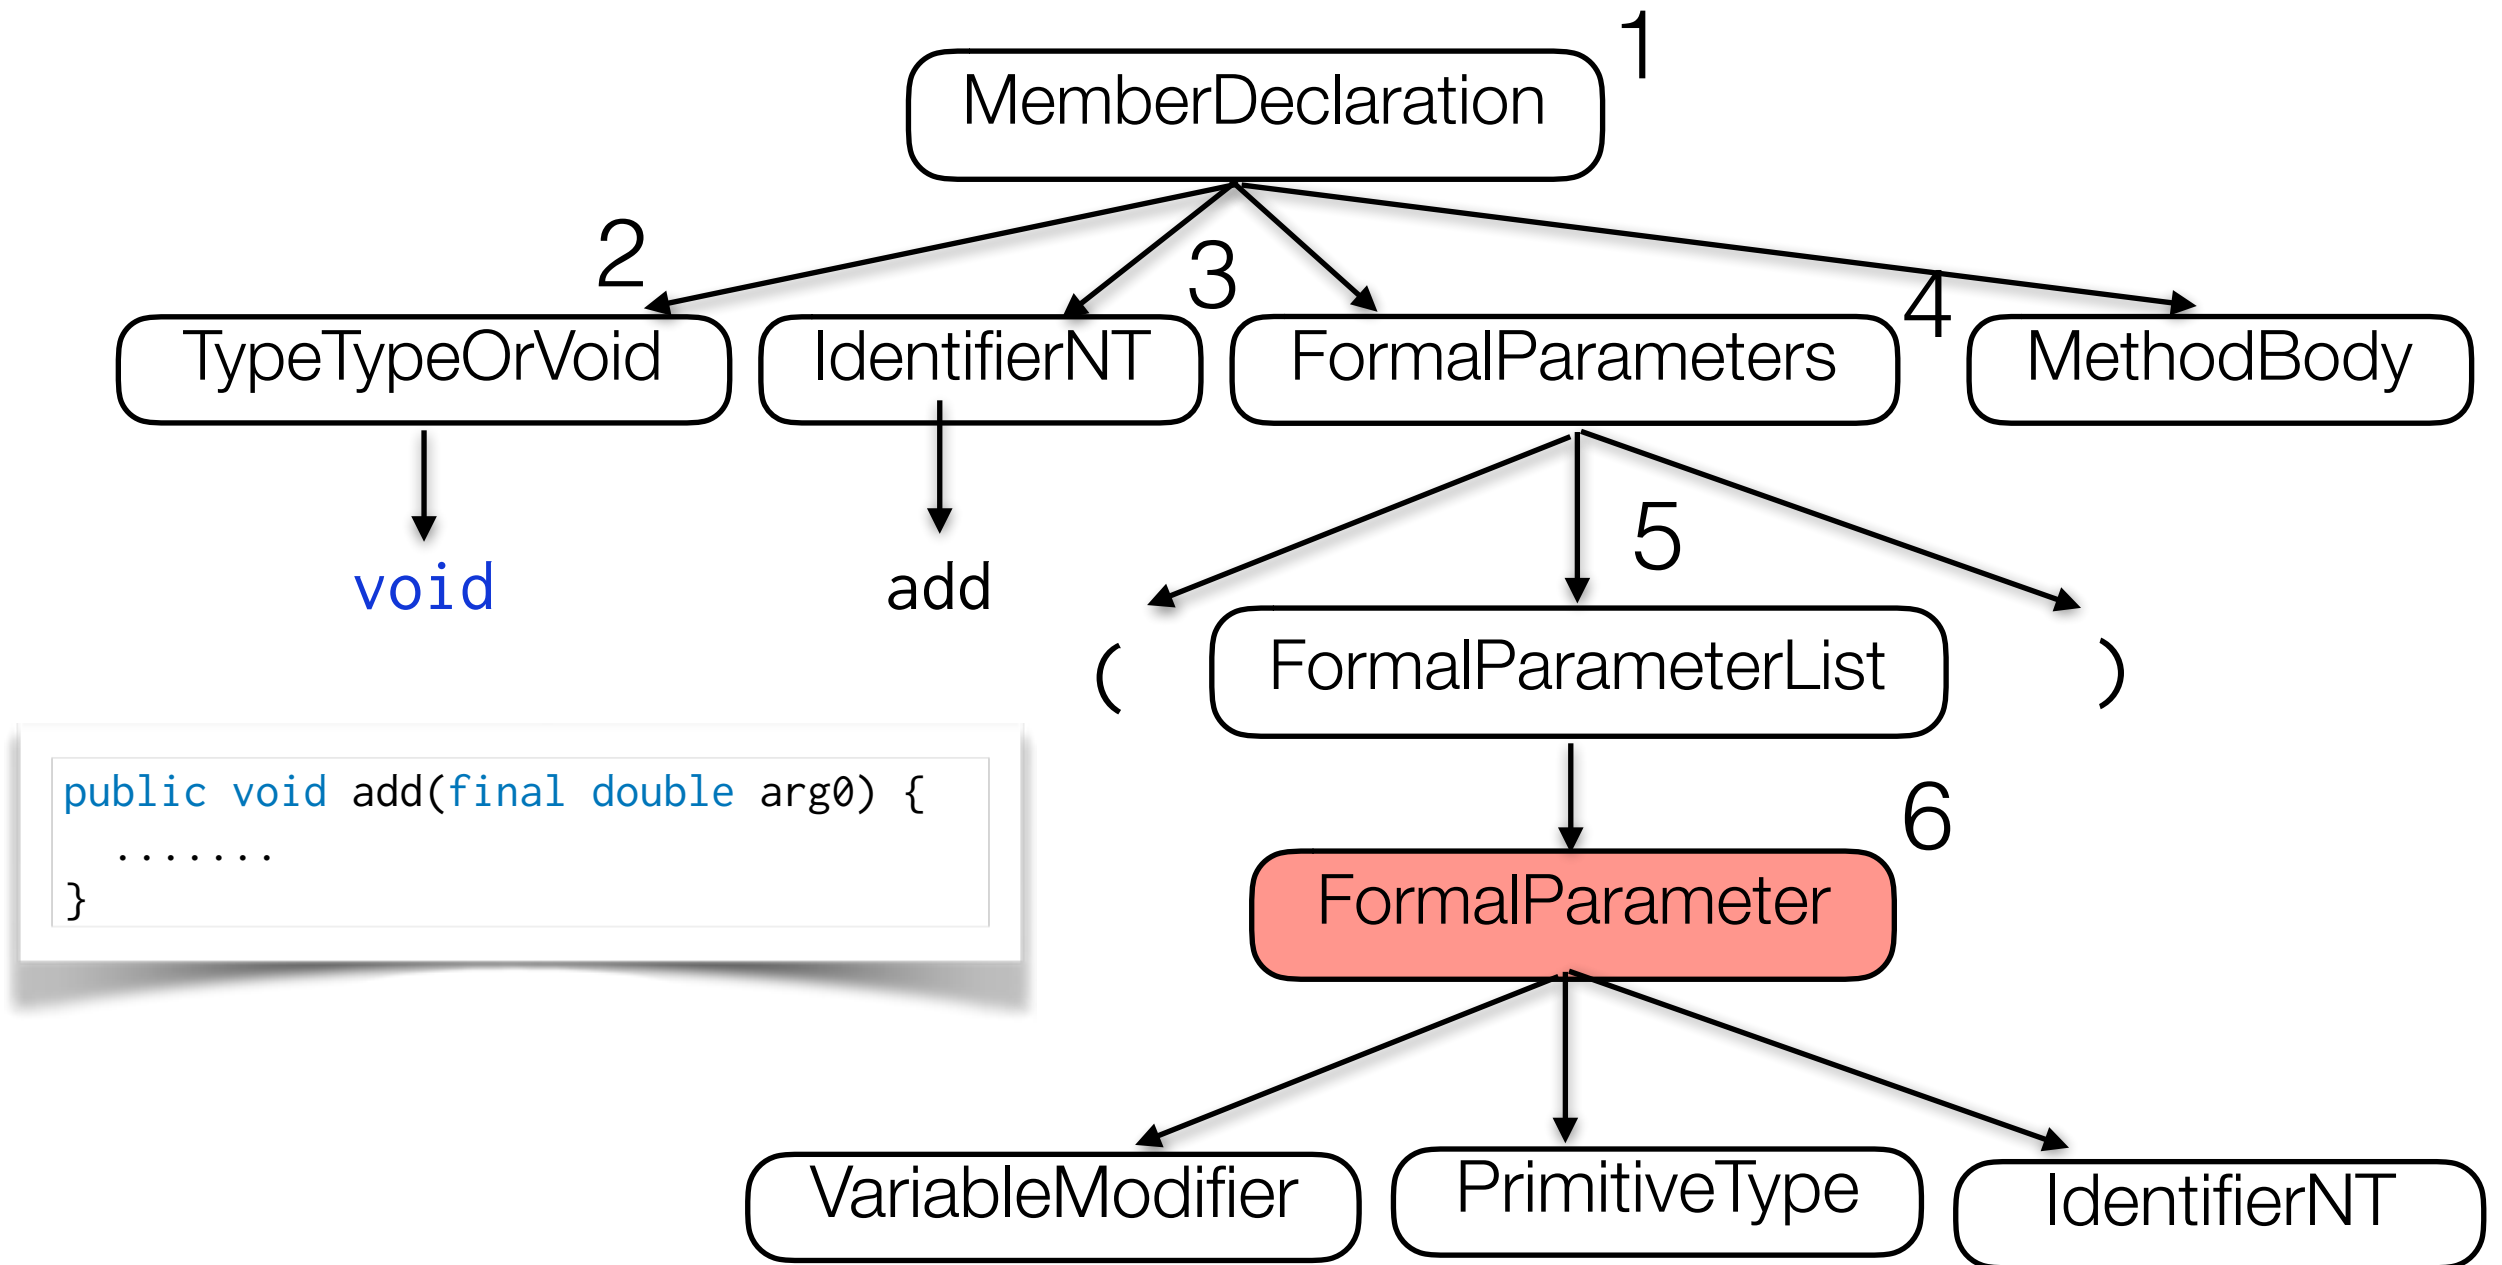 1
MemberDeclaration
2
3
4
TypeTypeOrVoid
IdentifierNT
FormalParameters
MethodBody
5
void
add
(
FormalParameterList
)
public void add(final double arg0) {
.......
}
6
FormalParameter
VariableModifier
PrimitiveType
IdentifierNT